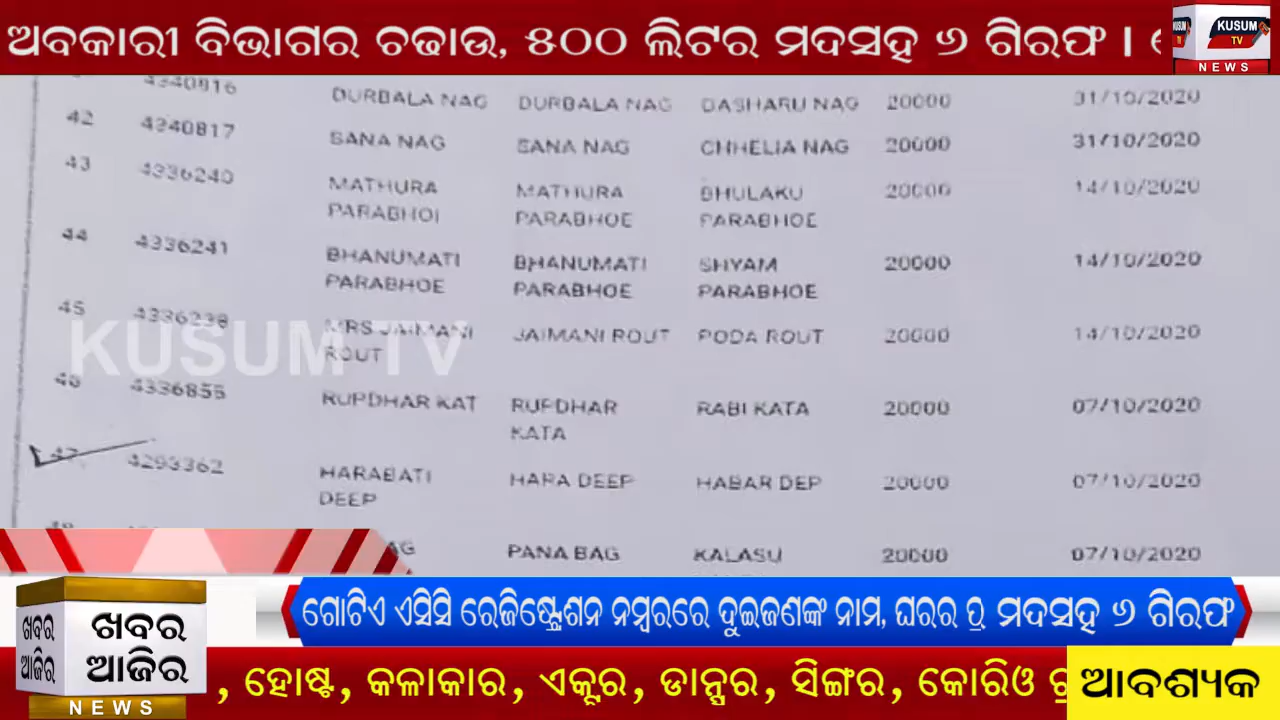 ଅବକାରୀ ବିଭାଗର ଚଢାଉ, ୫୦୦ ଲିଟର ମଦସହ ୬ ଗିରଫ ।
KUSUM TV
NEWS
4340816 DURBALA NAG DURBALA NAG DASHARU NAG 20000 31/10/2020
42 4340817 SANA NAG SANA NAG CHHELIA NAG 20000 31/10/2020
43 4336240 MATHURA MATHURA BHULAKU 20000 14/10/2020
PARABHOI PARABHOE PARABHOE
44 4336241 BHANUMATI BHANUMATI SHYAM 20000 14/10/2020
PARABHOE PARABHOE PARABHOE
45 4336238 MRS JAIMANI JAIMANI ROUT PODA ROUT 20000 14/10/2020
ROUT
KUSUM TV
46 4336855 RUPDHAR KAT RUPDHAR RABI KATA 20000 07/10/2020
KATA
47 4293362 HARABATI HARA DEEP HABAR DEP 20000 07/10/2020
DEEP
PANA BAG KALASU 20000 07/10/2020
ଗୋଟିଏ ଏସିସି ରେଜିଷ୍ଟ୍ରେଶନ ନମ୍ବରରେ ଦୁଇଜଣଙ୍କ ନାମ, ଘରର ପ୍ର ମଦସହ ୬ ଗିରଫ
ଖବର ଆଜିର
ଖବର ଆଜିର
NEWS
, ହୋଷ୍ଟ, କଳାକାର, ଏକ୍ଟର, ଡାନ୍ସର, ସିଙ୍ଗର, କୋରିଓ
ଆବଶ୍ୟକ